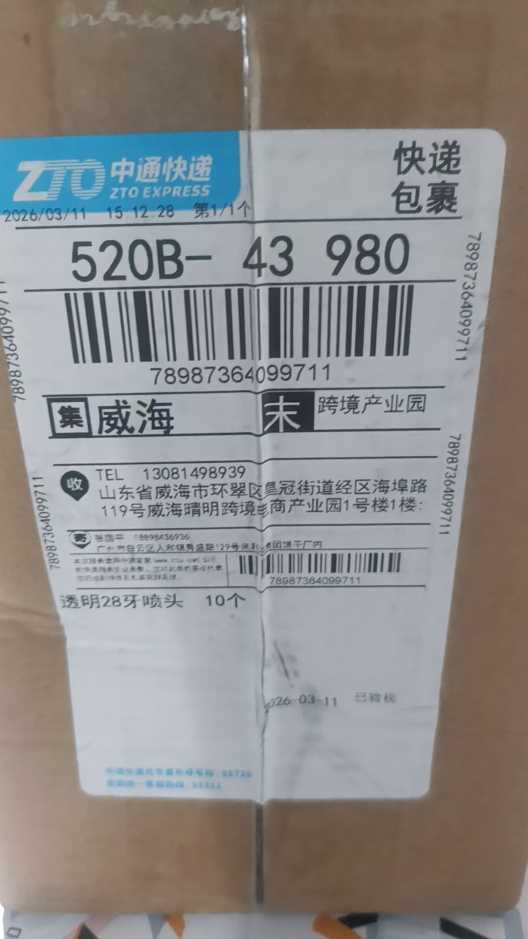 ZTO 中通快递
ZTO EXPRESS
快递
包裹
2026/03/11 15 12 28 第1/1个
520B- 43 980
78987364099711
集 威海 末 跨境产业园
收 TEL 13081498939
山东省威海市环翠区皇冠街道经区海埠路
119号威海晴明跨境电商产业园1号楼1楼:
寄 18898436936
78987364099711
透明28牙喷头 10个
026-03-11 已验视
78987364099711
78987364099711
78987364099711
78987364099711